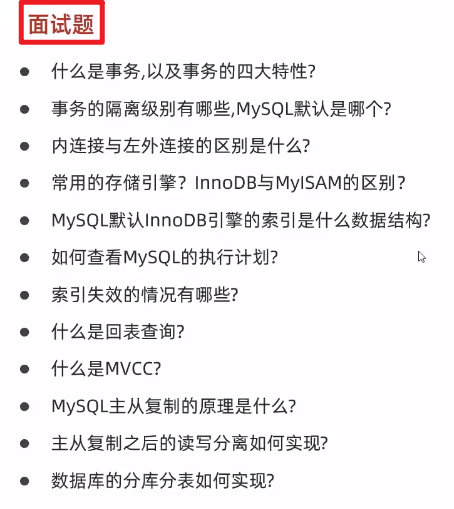 面试题
什么是事务,以及事务的四大特性?
事务的隔离级别有哪些,MySQL默认是哪个?
内连接与左外连接的区别是什么?
常用的存储引擎？InnoDB与MyISAM的区别？
MySQL默认InnoDB引擎的索引是什么数据结构?
如何查看MySQL的执行计划?
索引失效的情况有哪些?
什么是回表查询?
什么是MVCC?
MySQL主从复制的原理是什么?
主从复制之后的读写分离如何实现?
数据库的分库分表如何实现?